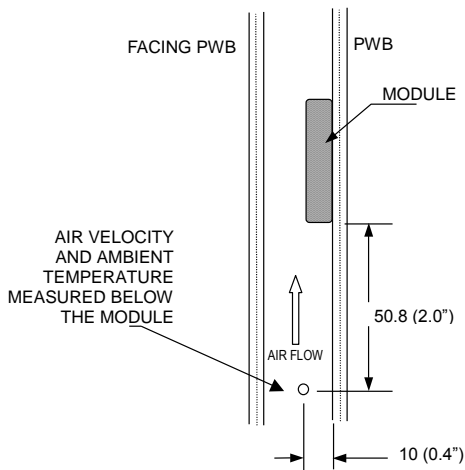 FACING PWB
PWB
MODULE
AIR VELOCITY
AND AMBIENT
TEMPERATURE
MEASURED BELOW
THE MODULE
50.8 (2.0”)
AIR FLOW
10 (0.4”)